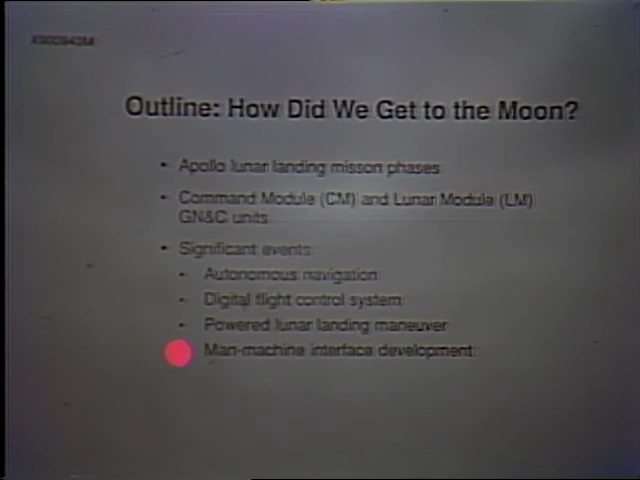 Outline: How Did We Get to the Moon?
• Apollo lunar landing misson phases
• Command Module (CM) and Lunar Module (LM)
GN&C units
• Significant events
- Autonomous navigation
- Digital flight control system
- Powered lunar landing maneuver
Man-machine interface development